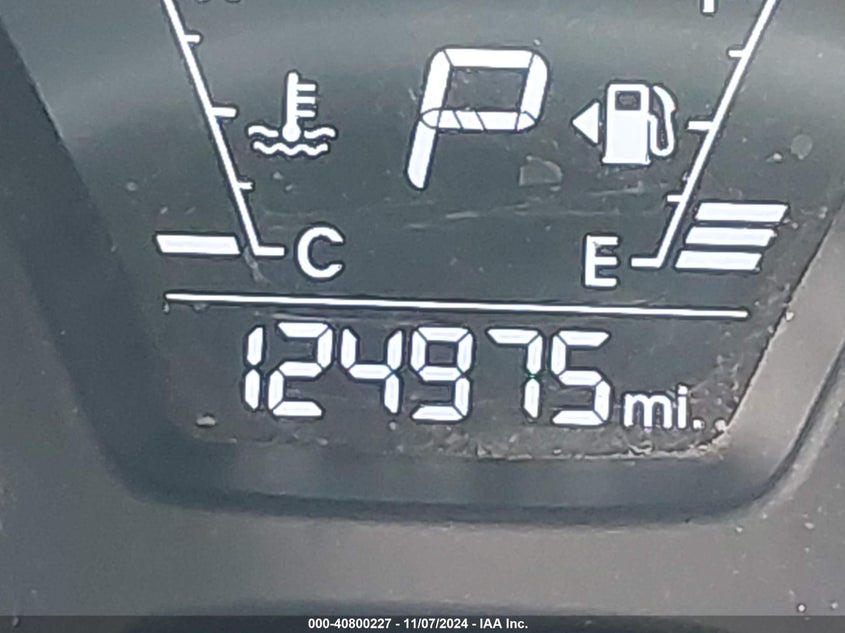 P
C E
124975 mi.
000-40800227 - 11/07/2024 - IAA Inc.